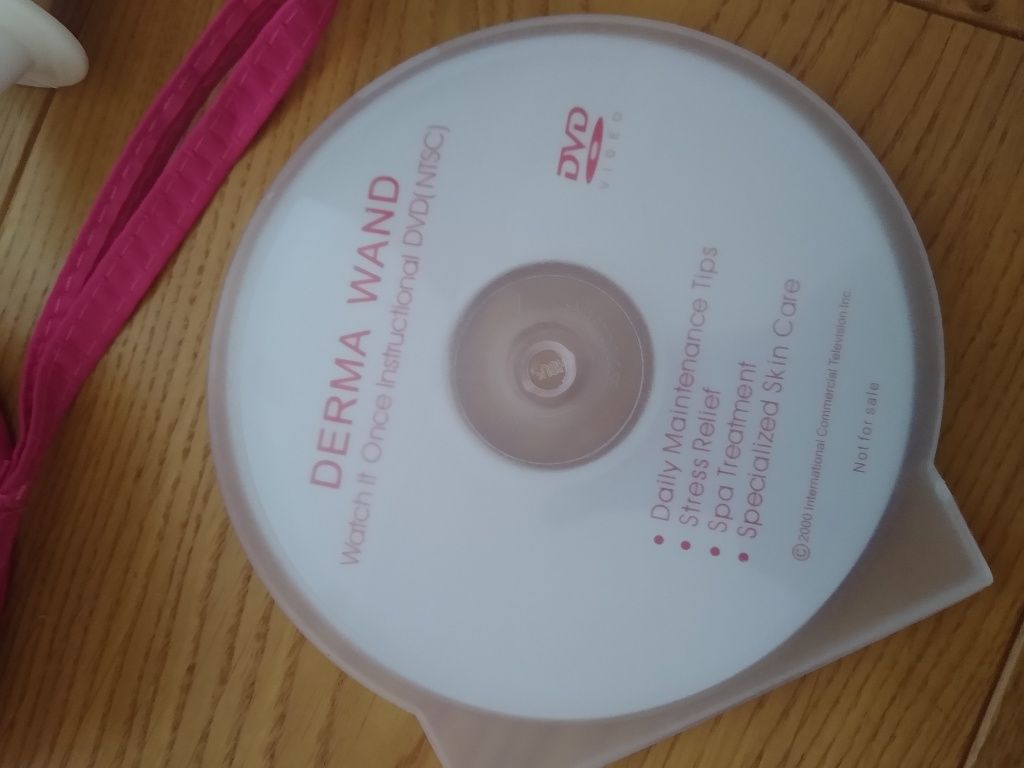 DERMA WAND
Watch It Once Instructional DVD(NTSC)
DVD
VIDEO
• Daily Maintenance Tips
• Stress Relief
• Spa Treatment
• Specialized Skin Care
©2000 International Commercial Television Inc.
Not for sale